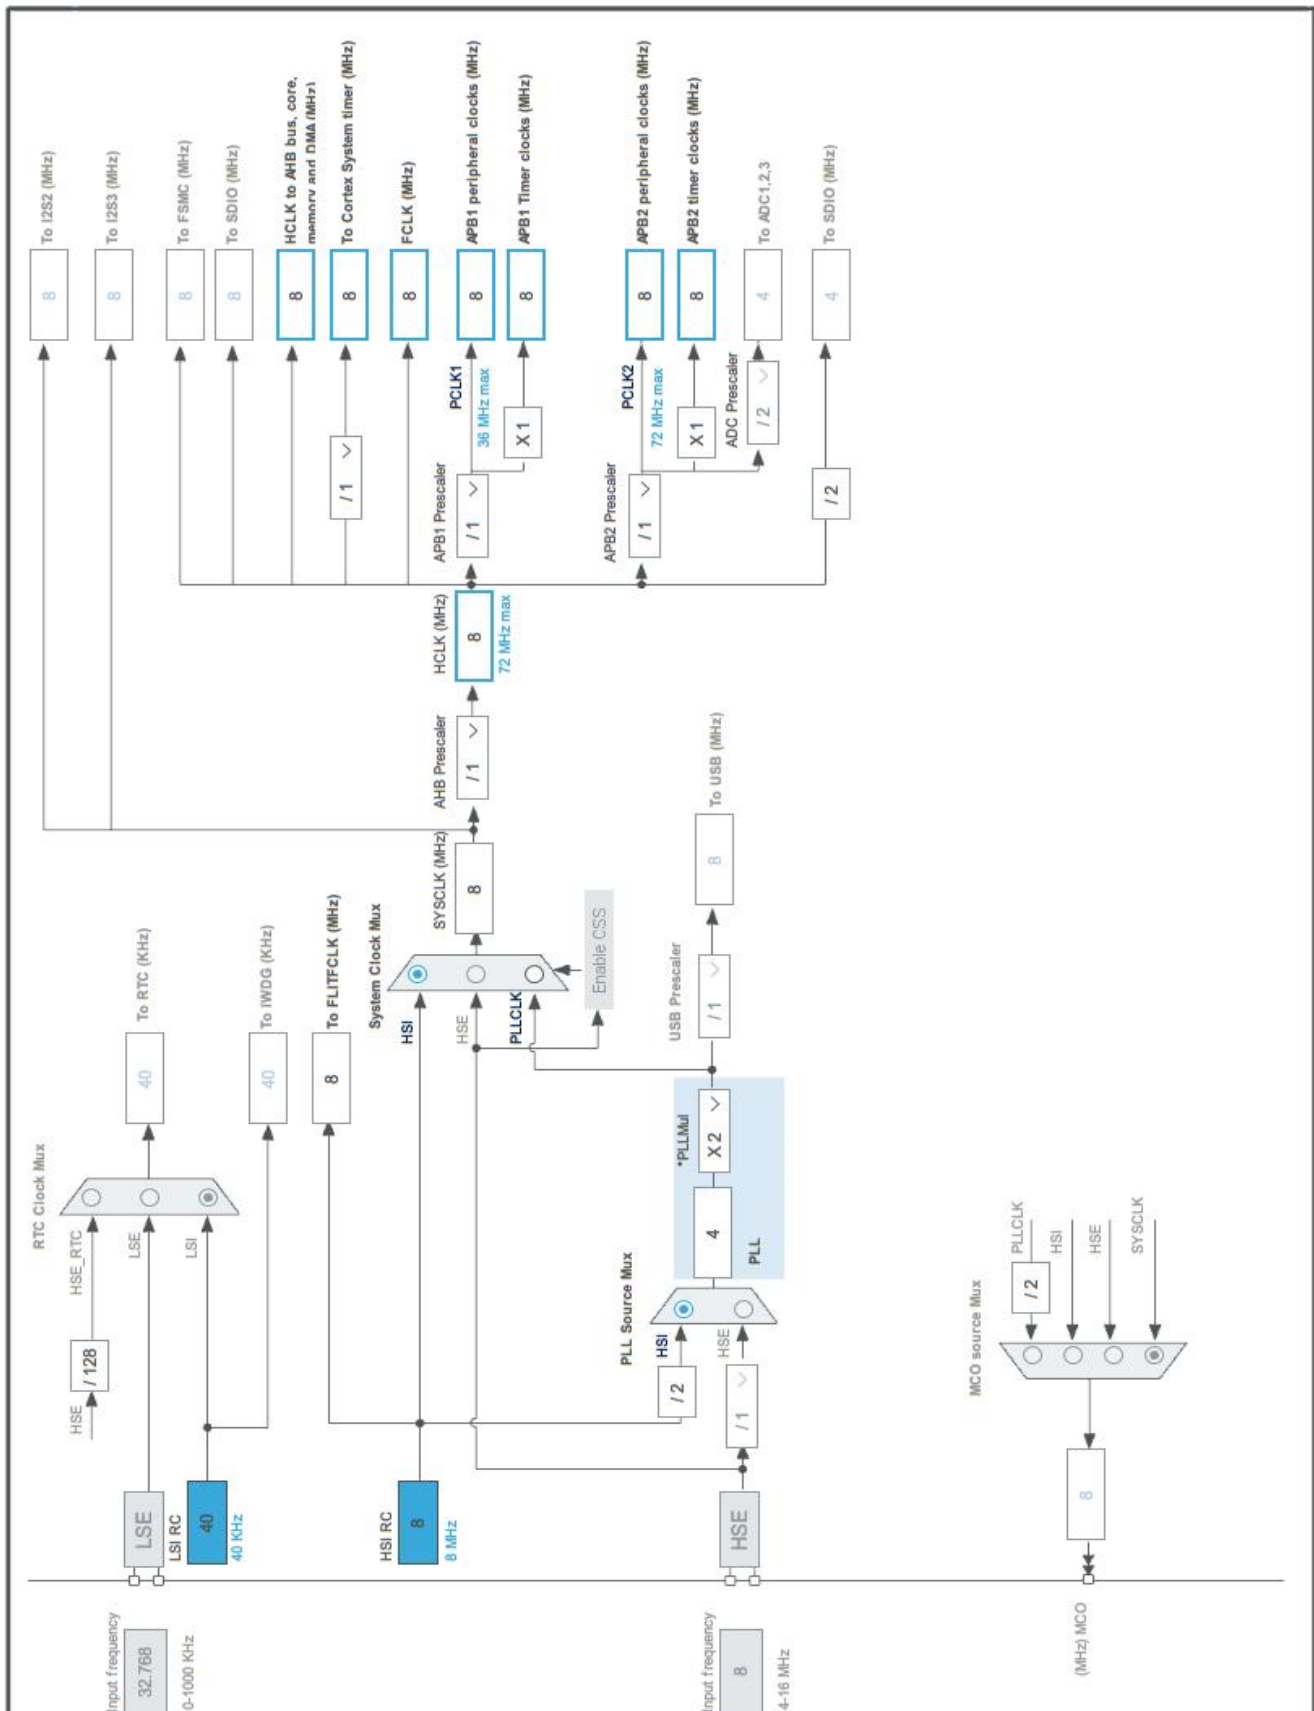 Input frequency
32.768
0-1000 KHz
LSE
LSI RC
40
40 KHz
HSE
/ 128
HSE_RTC
LSE
LSI
RTC Clock Mux
40
To RTC (KHz)
40
To IWDG (KHz)
8
To FLITFCLK (MHz)
HSI RC
8
8 MHz
Input frequency
8
4-16 MHz
HSE
/ 2
/ 1
HSI
HSE
PLL Source Mux
4
*PLLMul
X 2
PLL
USB Prescaler
/ 1
8
To USB (MHz)
System Clock Mux
HSI
HSE
PLLCLK
Enable CSS
SYSCLK (MHz)
8
AHB Prescaler
/ 1
HCLK (MHz)
8
72 MHz max
8
To I2S2 (MHz)
8
To I2S3 (MHz)
8
To FSMC (MHz)
8
To SDIO (MHz)
8
HCLK to AHB bus, core,
memory and DMA (MHz)
/ 1
8
To Cortex System timer (MHz)
8
FCLK (MHz)
APB1 Prescaler
/ 1
PCLK1
36 MHz max
8
APB1 peripheral clocks (MHz)
X 1
8
APB1 Timer clocks (MHz)
APB2 Prescaler
/ 1
PCLK2
72 MHz max
8
APB2 peripheral clocks (MHz)
X 1
8
APB2 timer clocks (MHz)
ADC Prescaler
/ 2
4
To ADC1,2,3
/ 2
4
To SDIO (MHz)
MCO source Mux
/ 2
PLLCLK
HSI
HSE
SYSCLK
8
(MHz) MCO